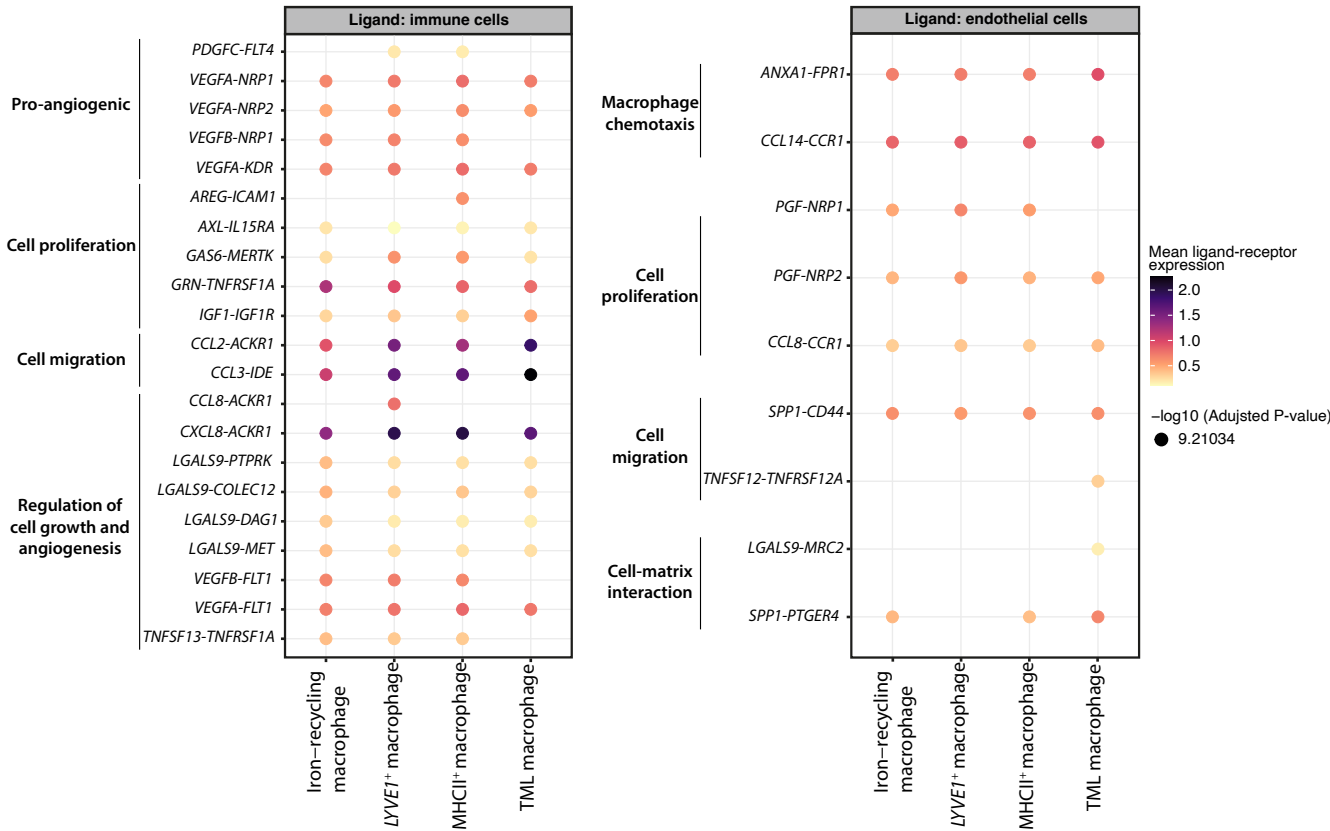 Ligand: immune cells
Pro-angiogenic
PDGFC-FLT4
VEGFA-NRP1
VEGFA-NRP2
VEGFB-NRP1
VEGFA-KDR
Cell proliferation
AREG-ICAM1
AXL-IL15RA
GAS6-MERTK
GRN-TNFRSF1A
IGF1-IGF1R
Cell migration
CCL2-ACKR1
CCL3-IDE
Regulation of
cell growth and
angiogenesis
CCL8-ACKR1
CXCL8-ACKR1
LGALS9-PTPRK
LGALS9-COLEC12
LGALS9-DAG1
LGALS9-MET
VEGFB-FLT1
VEGFA-FLT1
TNFSF13-TNFRSF1A
Iron−recycling
macrophage
LYVE1+ macrophage
MHCII+ macrophage
TML macrophage
Ligand: endothelial cells
Macrophage
chemotaxis
ANXA1-FPR1
CCL14-CCR1
Cell
proliferation
PGF-NRP1
PGF-NRP2
CCL8-CCR1
Cell
migration
SPP1-CD44
TNFSF12-TNFRSF12A
Cell-matrix
interaction
LGALS9-MRC2
SPP1-PTGER4
Iron−recycling
macrophage
LYVE1+ macrophage
MHCII+ macrophage
TML macrophage
Mean ligand-receptor
expression
2.0
1.5
1.0
0.5
−log10 (Adujsted P-value)
9.21034